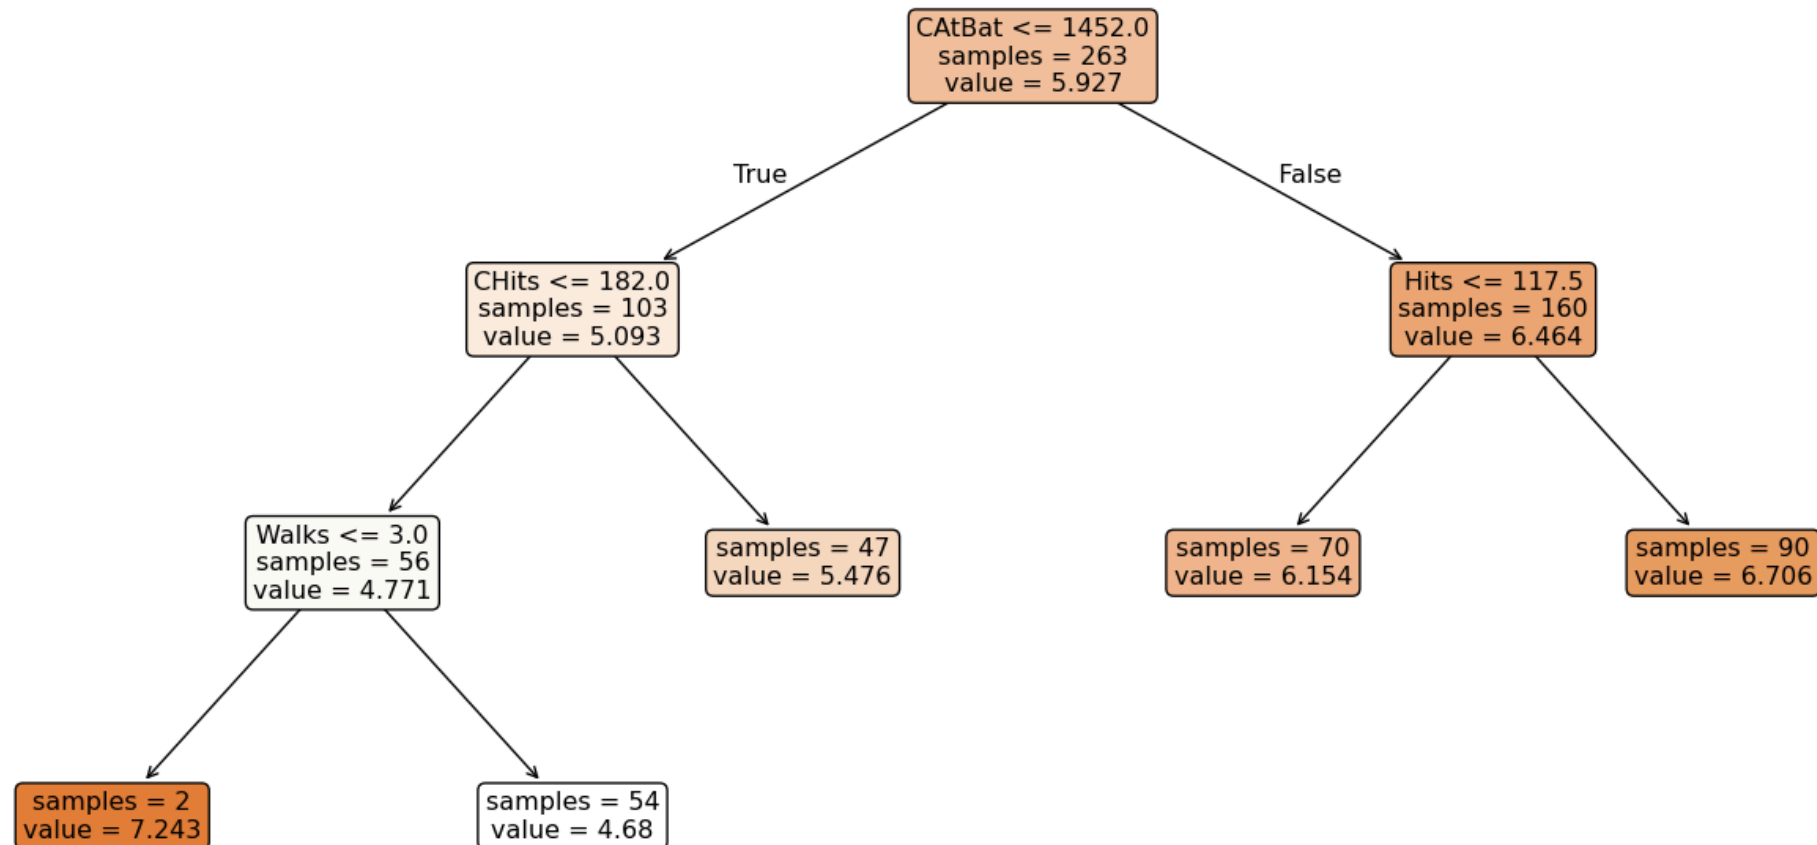 CAtBat <= 1452.0
samples = 263
value = 5.927
True
False
CHits <= 182.0
samples = 103
value = 5.093
Hits <= 117.5
samples = 160
value = 6.464
Walks <= 3.0
samples = 56
value = 4.771
samples = 47
value = 5.476
samples = 70
value = 6.154
samples = 90
value = 6.706
samples = 2
value = 7.243
samples = 54
value = 4.68